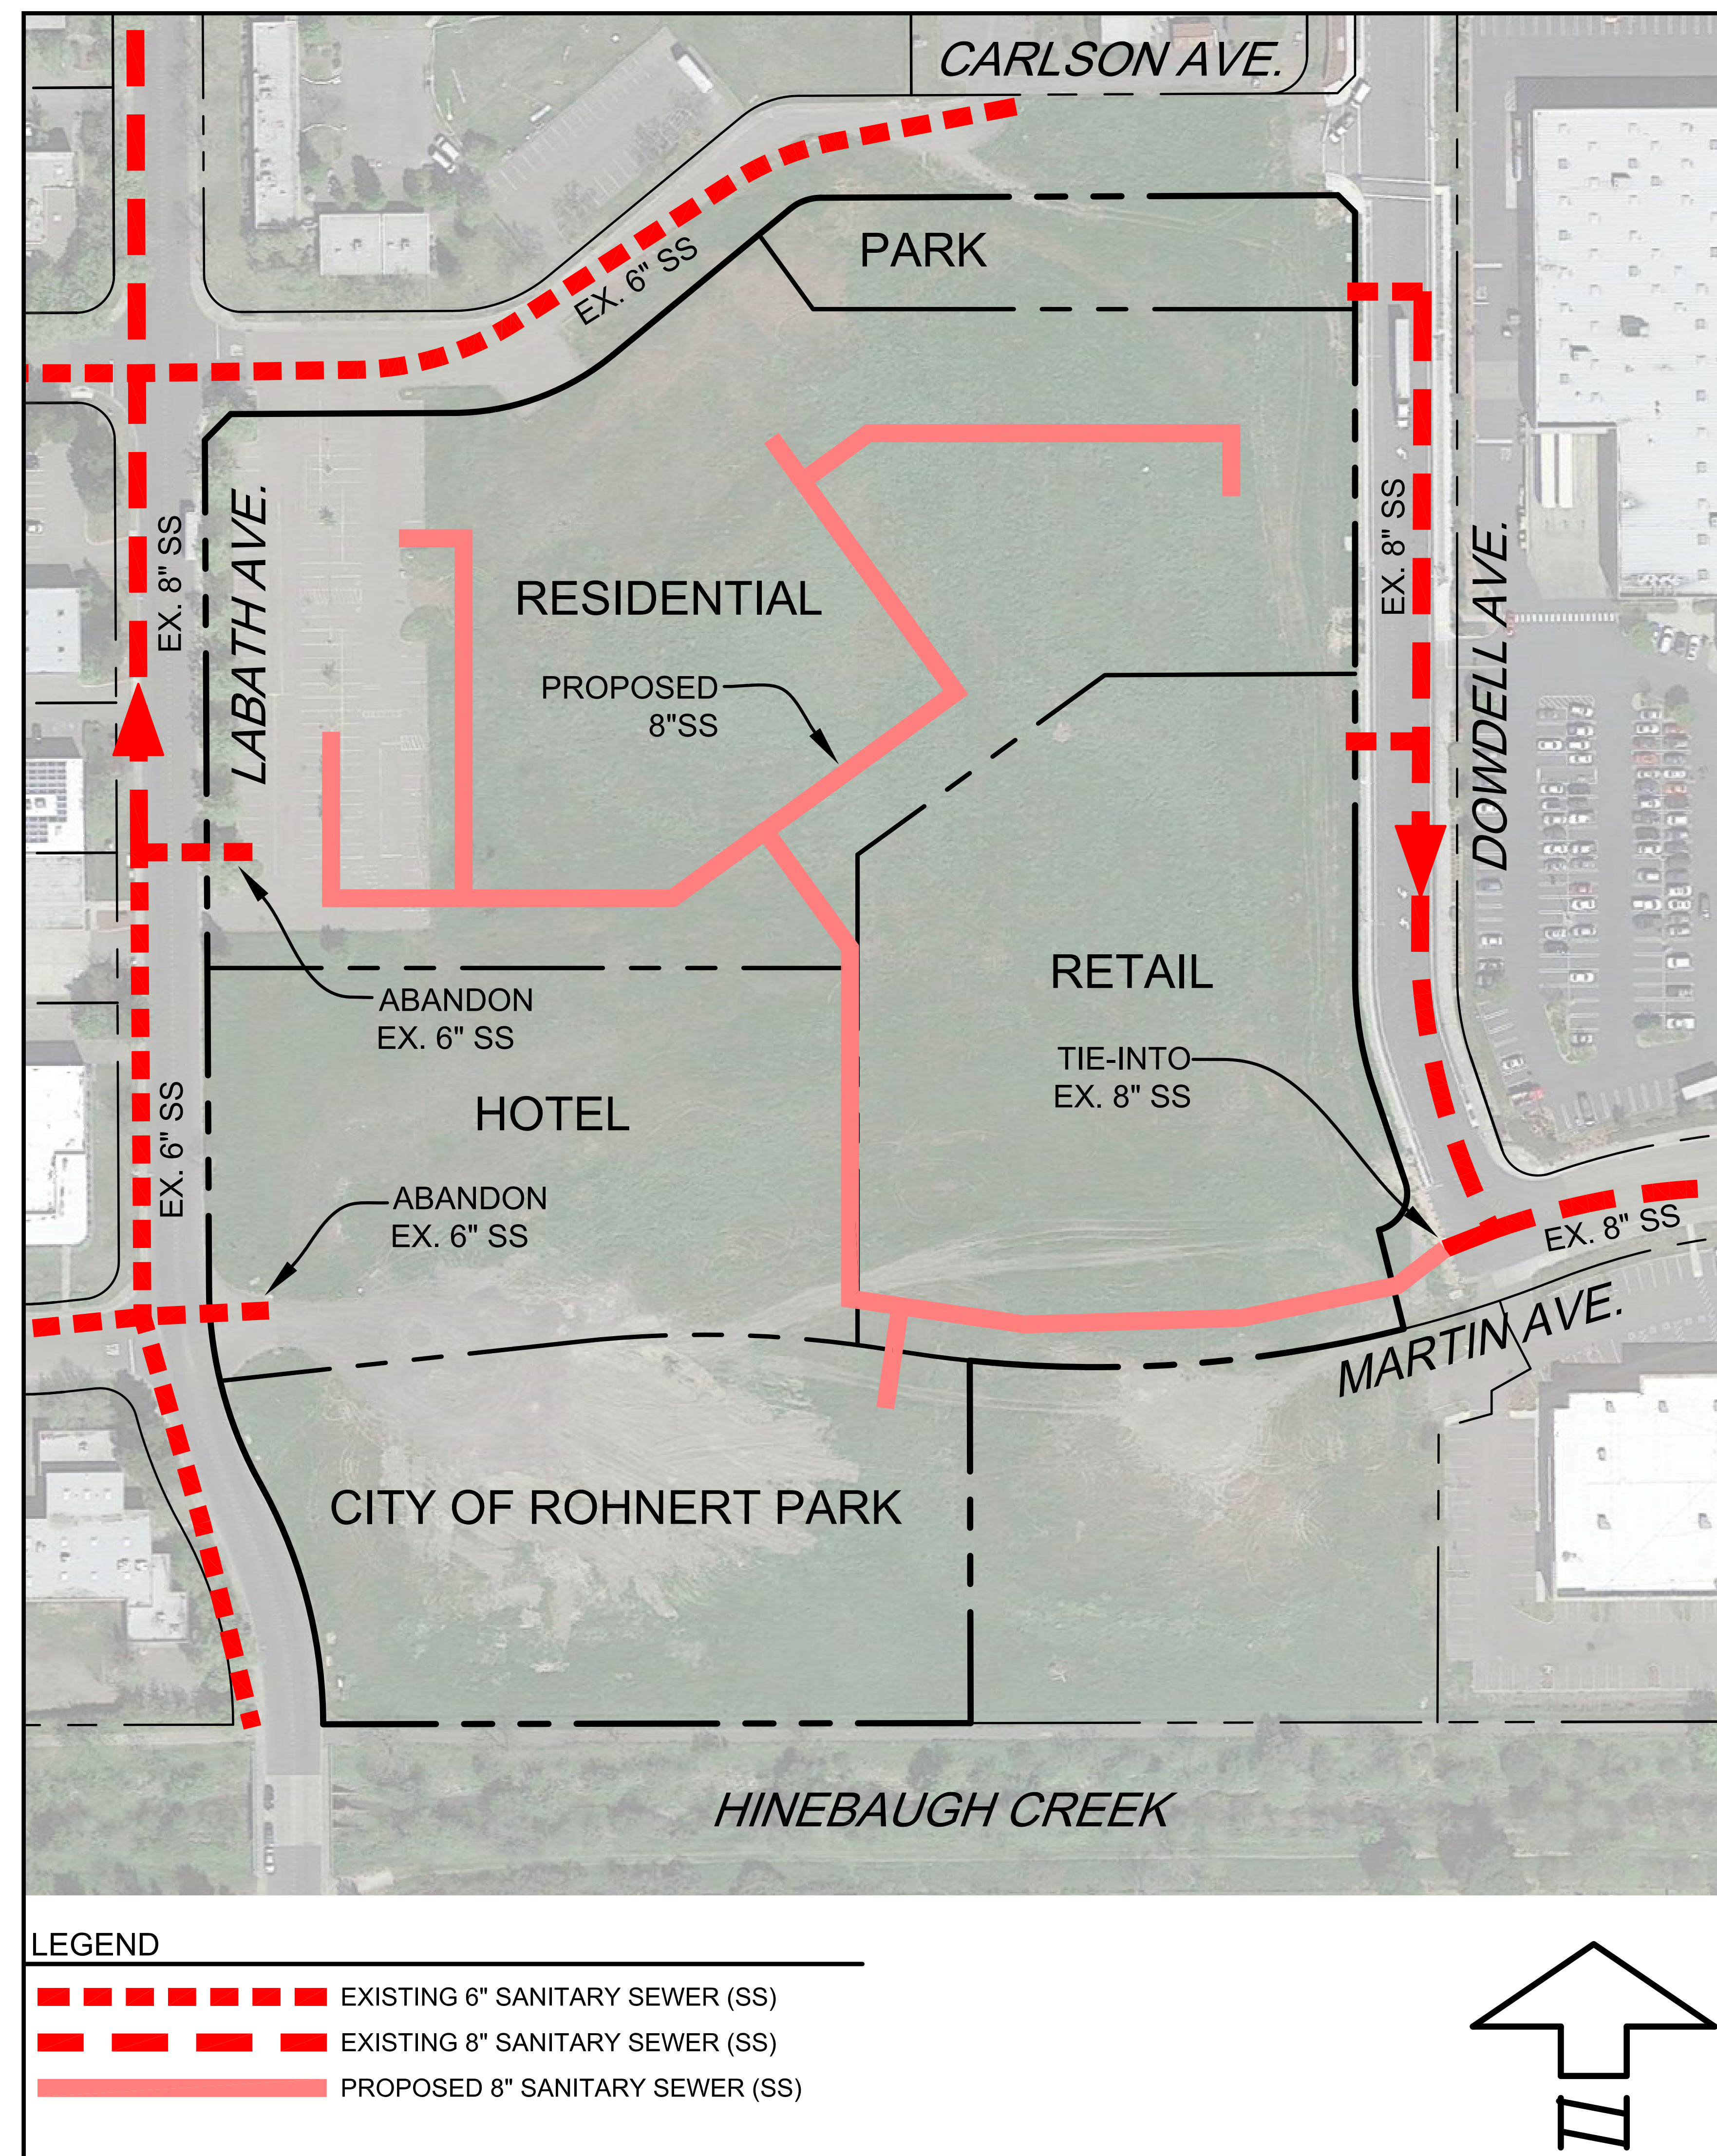 CARLSON AVE.
PARK
EX. 6" SS
EX. 8" SS
LABATH AVE.
RESIDENTIAL
PROPOSED
8"SS
EX. 8" SS
DOWDELL AVE.
ABANDON
EX. 6" SS
RETAIL
TIE-INTO
EX. 8" SS
HOTEL
EX. 6" SS
ABANDON
EX. 6" SS
EX. 8" SS
MARTIN AVE.
CITY OF ROHNERT PARK
HINEBAUGH CREEK
LEGEND
EXISTING 6" SANITARY SEWER (SS)
EXISTING 8" SANITARY SEWER (SS)
PROPOSED 8" SANITARY SEWER (SS)